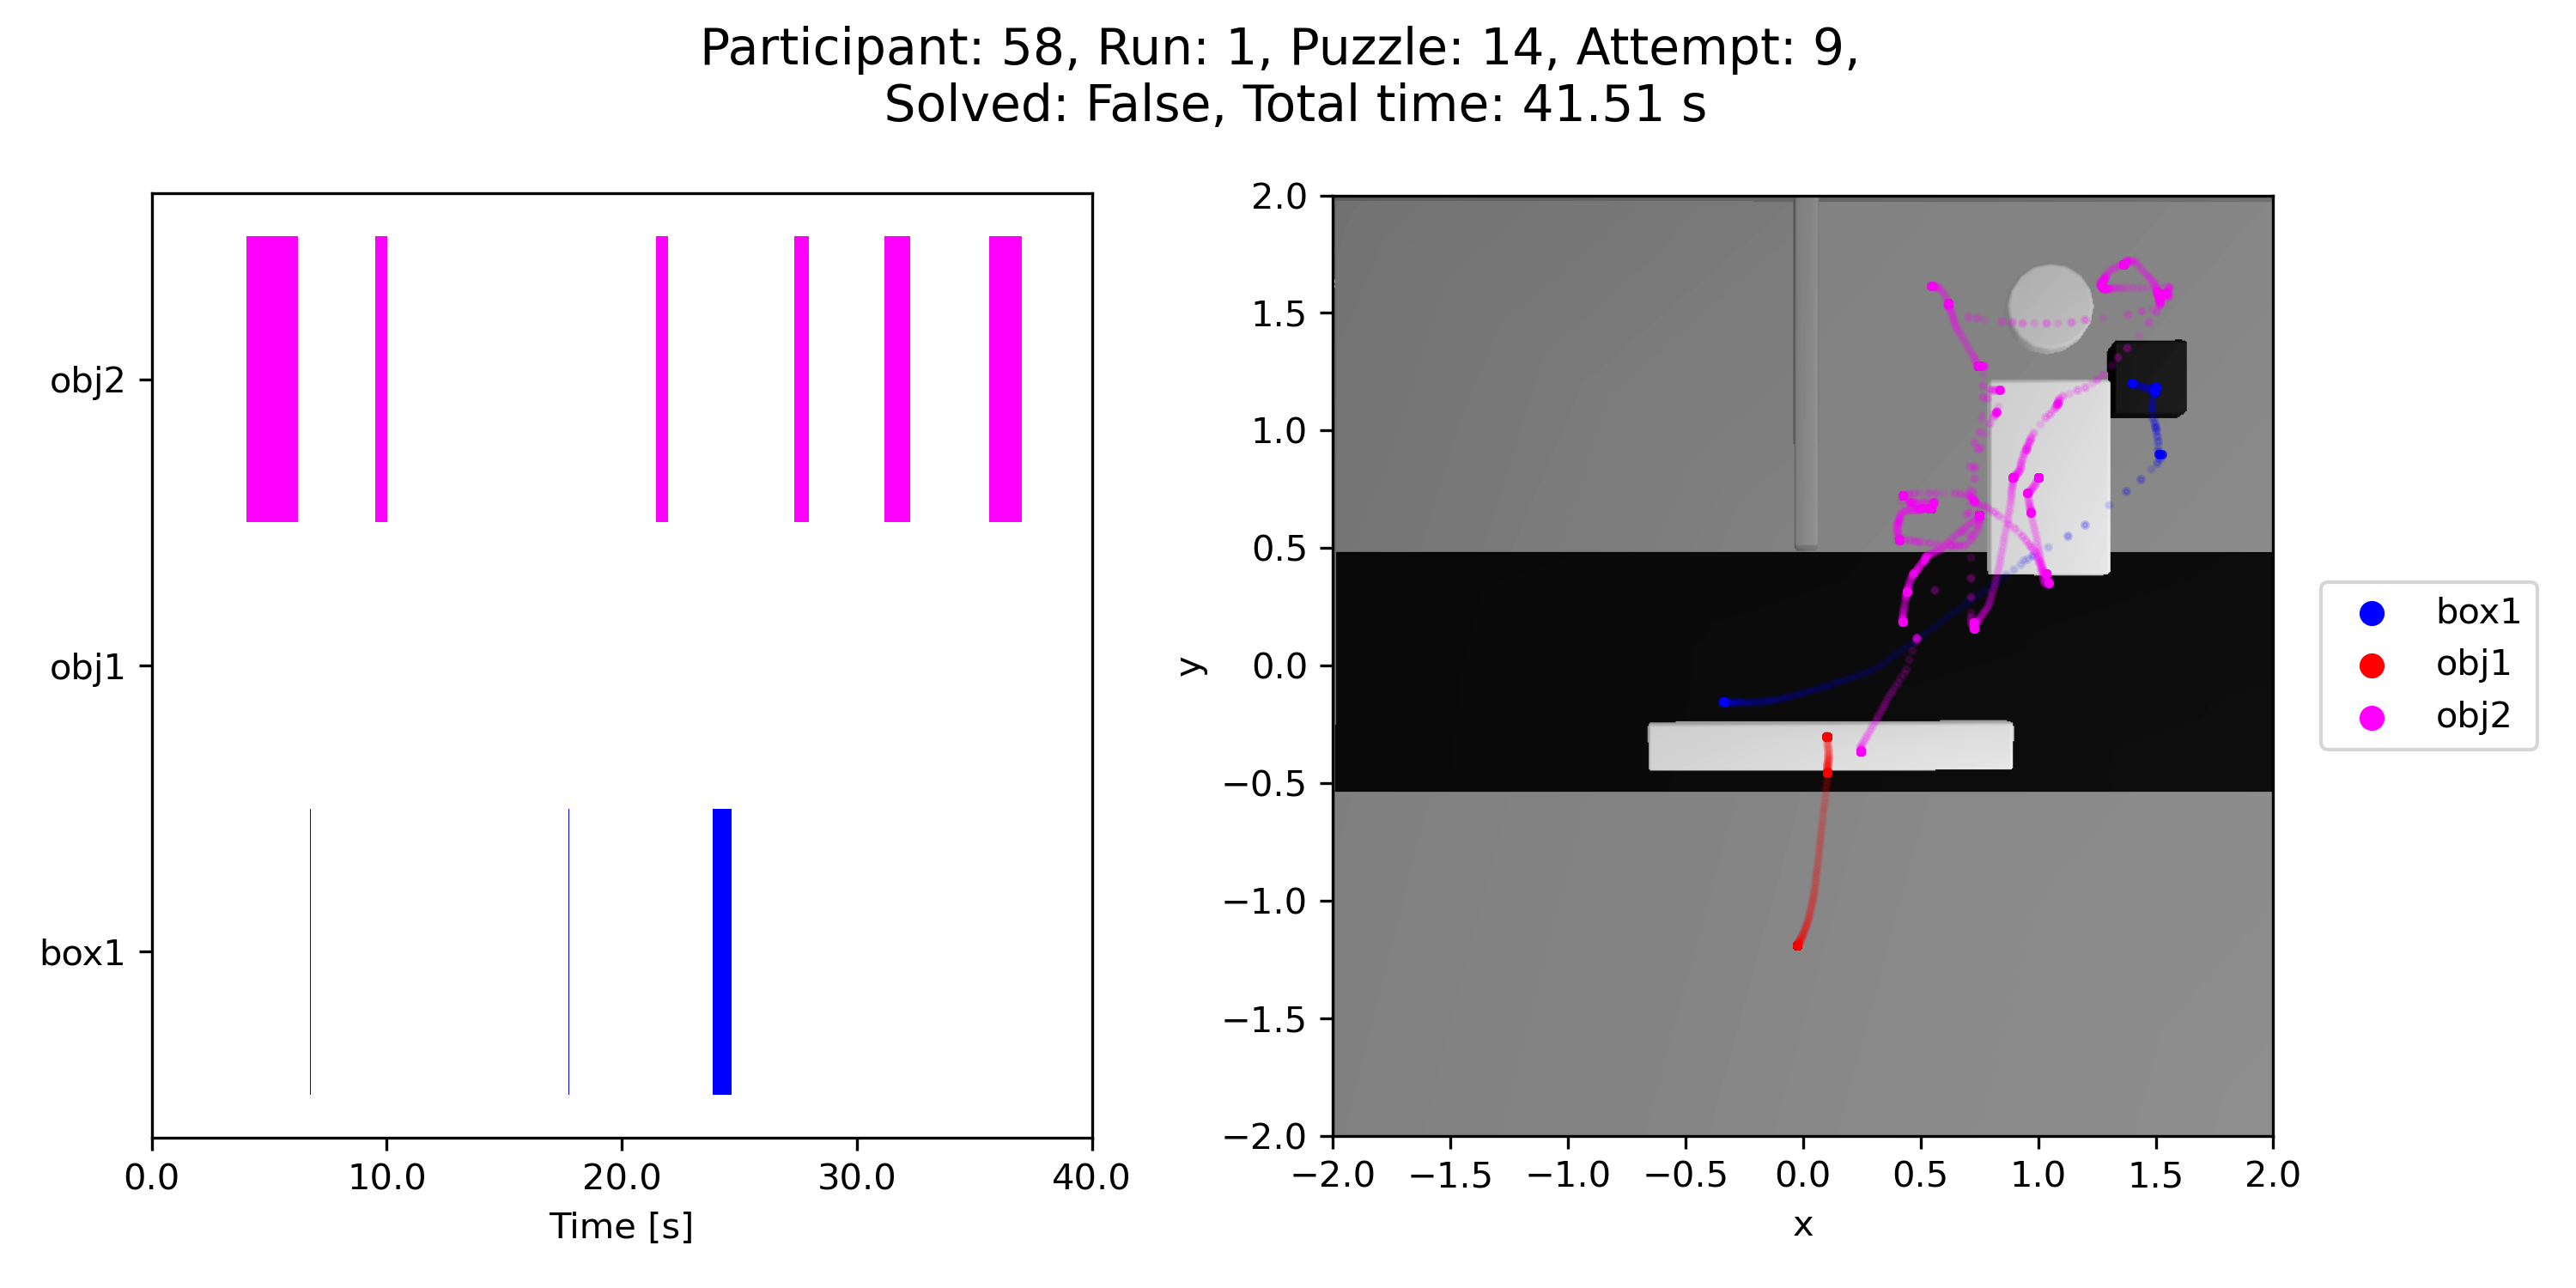 Participant: 58, Run: 1, Puzzle: 14, Attempt: 9,
Solved: False, Total time: 41.51 s
obj2
obj1
box1
0.0 10.0 20.0 30.0 40.0
Time [s]
2.0
1.5
1.0
0.5
0.0
−0.5
−1.0
−1.5
−2.0
y
−2.0 −1.5 −1.0 −0.5 0.0 0.5 1.0 1.5 2.0
x
box1
obj1
obj2